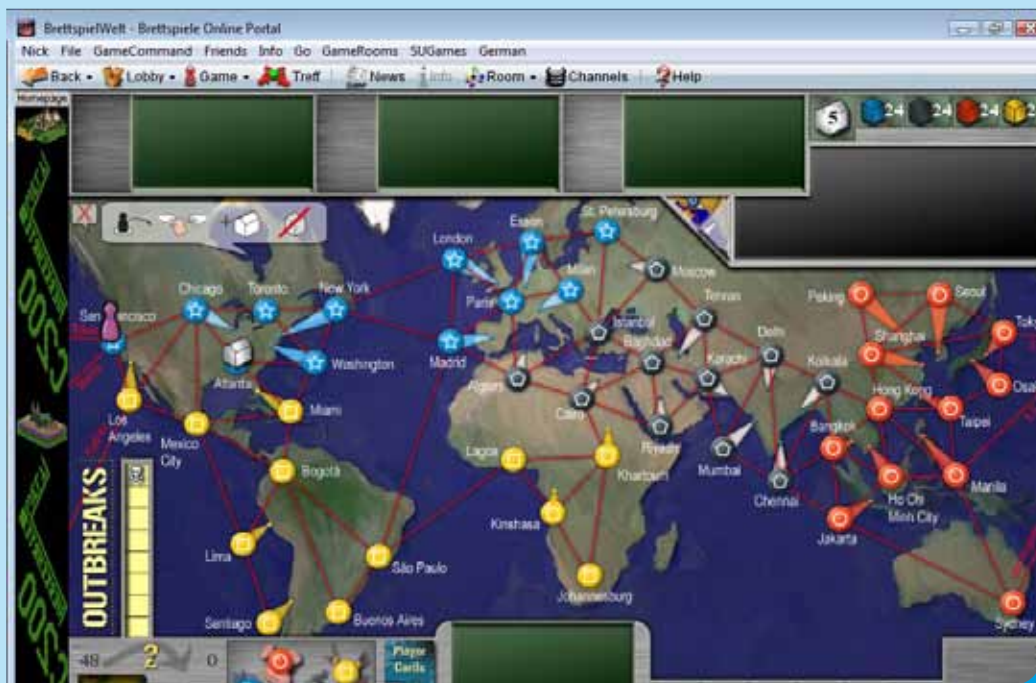 BrettspielWelt - Brettspiele Online Portal
Nick File GameCommand Friends Info Go GameRooms SUGames German
Back Lobby Game Treff News Info Room Channels Help
Homepage
5 24 24 24 2
St. Petersburg
Essen
London
Moscow
Milan
Chicago Toronto New York
Paris
Peking Seoul
Tehran
San Francisco
Istanbul
Delhi
Shanghai
Baghdad
Karachi
Kolkata
Washington
Madrid
Atlanta
Algiers
Hong Kong
Miami
Cairo
Los Angeles
Mexico City
Riyadh
Bangkok
Taipei
Mumbai
Lagos
Khartoum
Bogotá
Chennai
Ho Chi Minh City
Manila
Kinshasa
Jakarta
Lima
São Paulo
Johannesburg
Santiago
Buenos Aires
Sydney
OUTBREAKS
48 2 0
Player
Cards